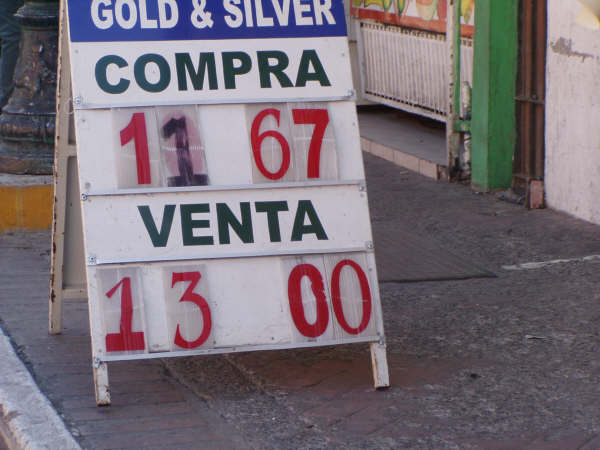 GOLD & SILVER
COMPRA
11 67
VENTA
13 00